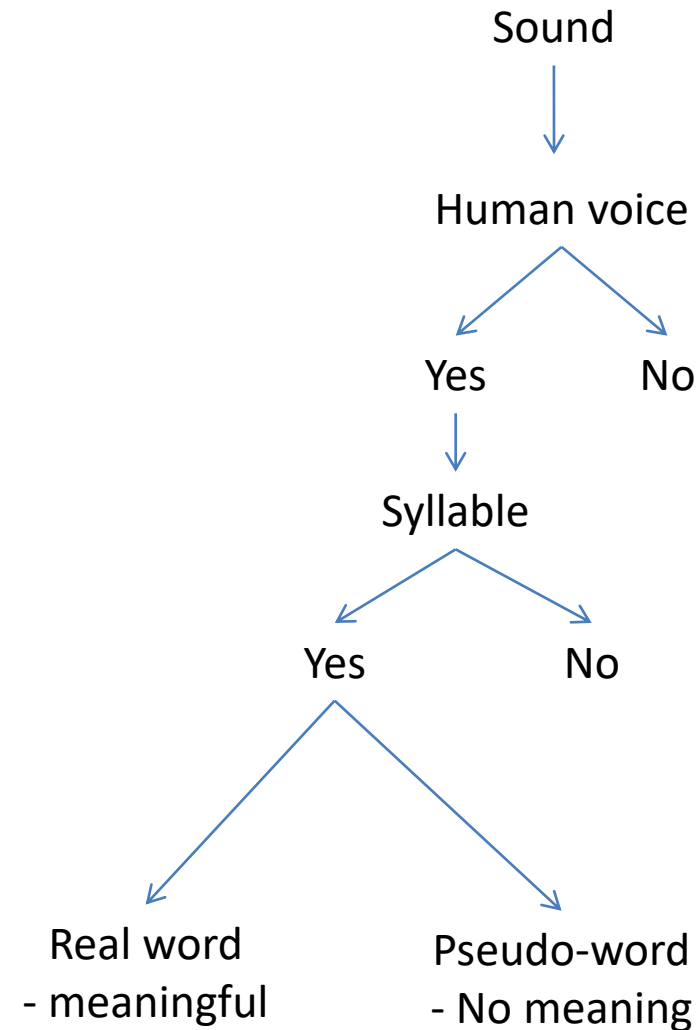 Sound
Human voice
Yes
No
Syllable
Yes
No
Real word
- meaningful
Pseudo-word
- No meaning